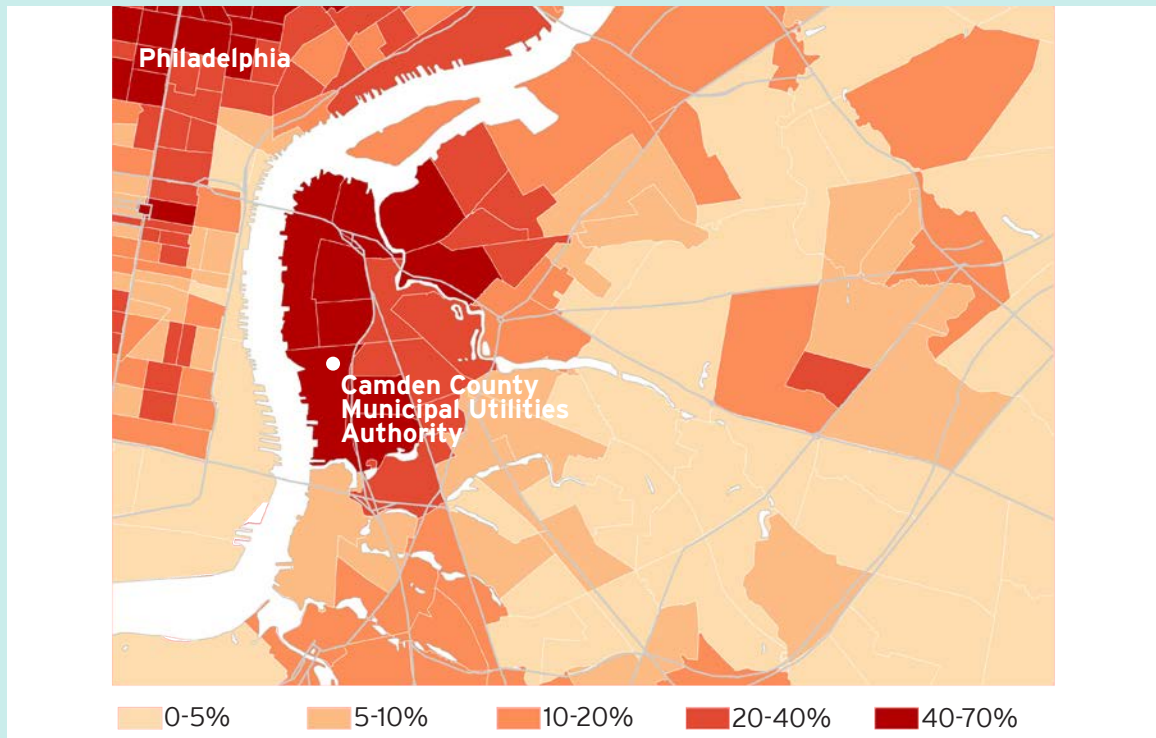 Philadelphia
Camden County
Municipal Utilities
Authority
0-5%
5-10%
10-20%
20-40%
40-70%